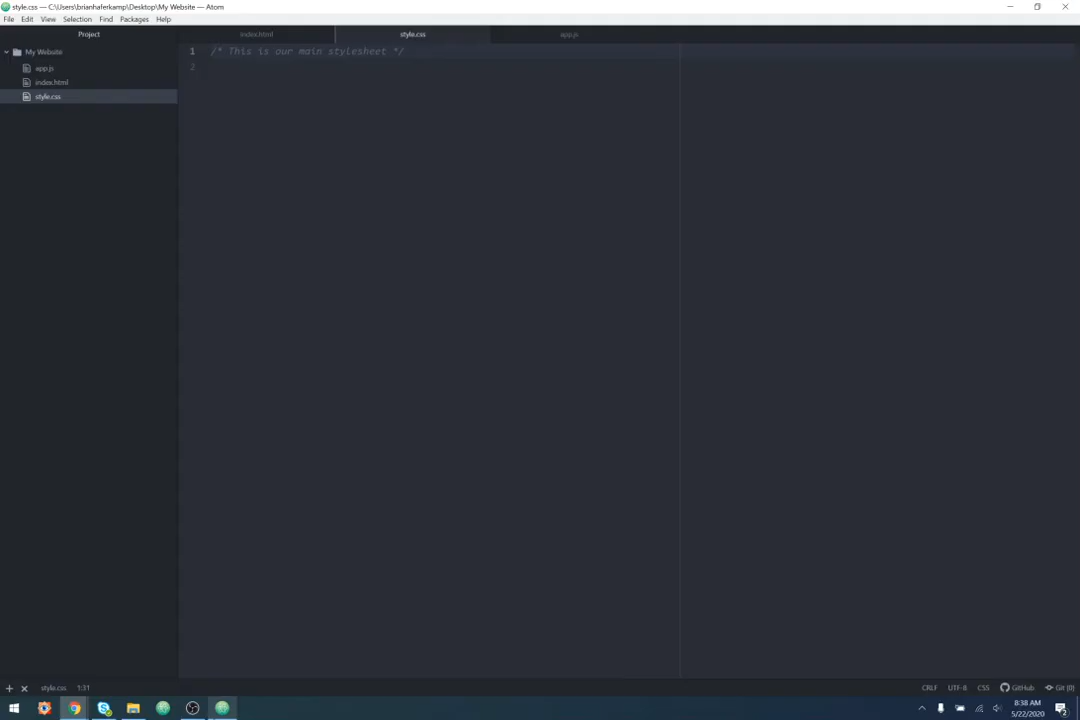 style.css — C:\Users\brianhaferkamp\Desktop\My Website — Atom
File Edit View Selection Find Packages Help
Project
index.html style.css app.js
My Website
app.js
index.html
style.css
1 /* This is our main stylesheet */
2
style.css 1:31
CRLF UTF-8 CSS GitHub Git (0)
8:38 AM
5/22/2020
2